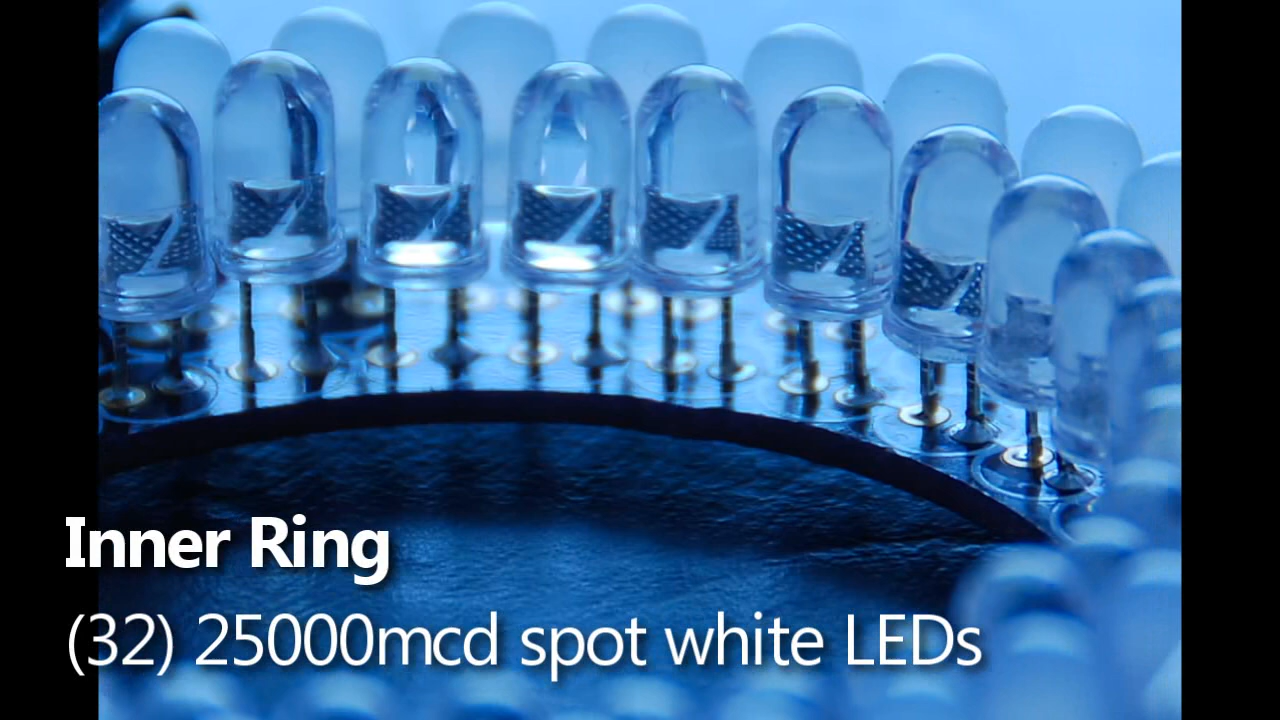 Inner Ring
(32) 25000mcd spot white LEDs